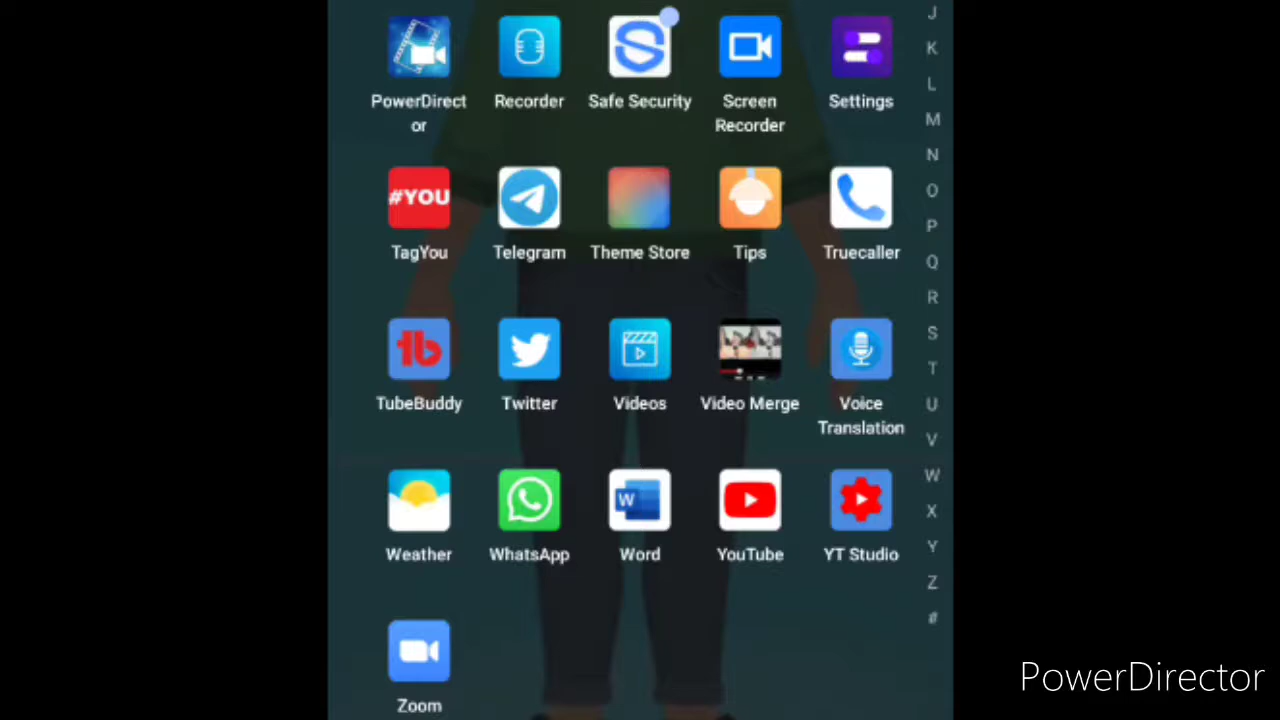 PowerDirect
or
Recorder
Safe Security
Screen
Recorder
Settings
#YOU
TagYou
Telegram
Theme Store
Tips
Truecaller
tb
TubeBuddy
Twitter
Videos
Video Merge
Voice
Translation
Weather
WhatsApp
W
Word
YouTube
YT Studio
Zoom
J
K
L
M
N
O
P
Q
R
S
T
U
V
W
X
Y
Z
#
PowerDirector